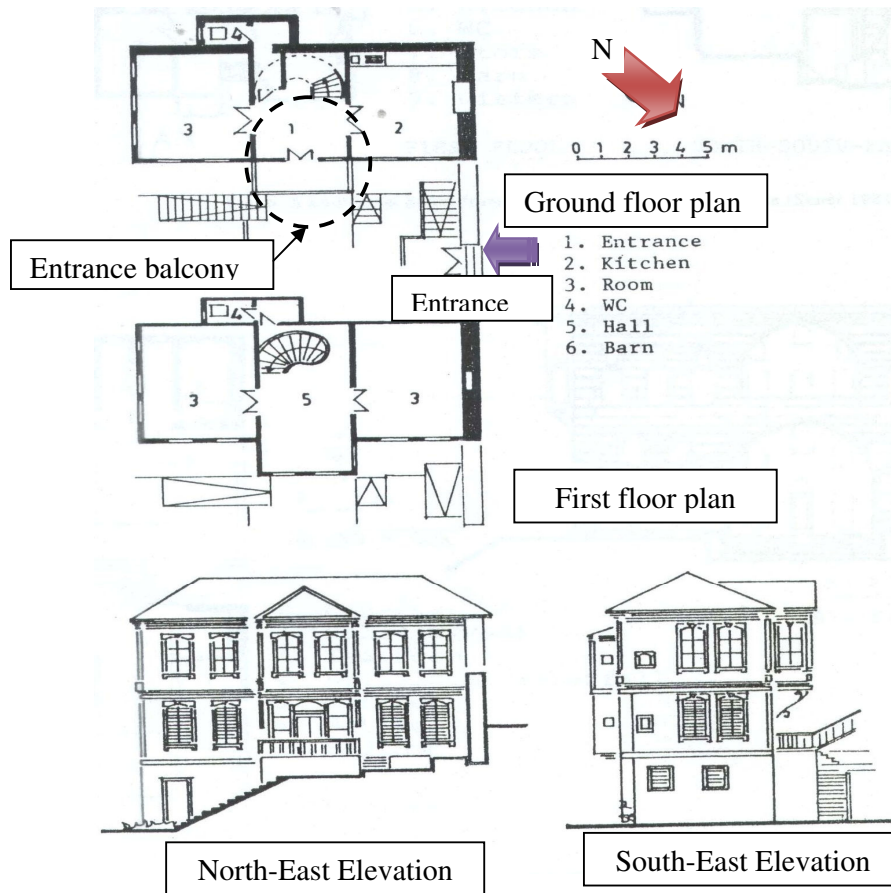 4
N
3
1
2
0 1 2 3 4 5 m
Ground floor plan
Entrance balcony
Entrance
1. Entrance
2. Kitchen
3. Room
4. WC
5. Hall
6. Barn
4
3
5
3
First floor plan
North-East Elevation
South-East Elevation